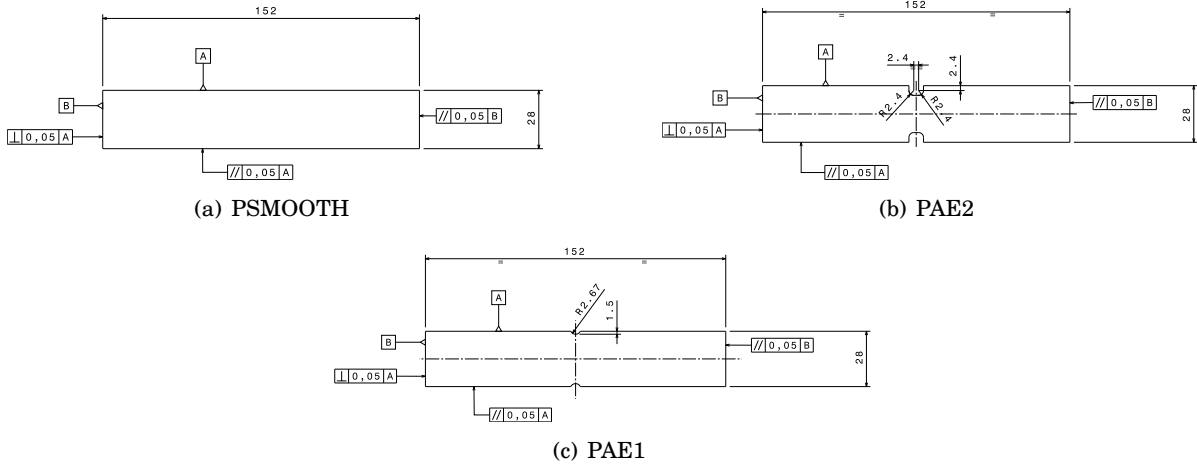 152
A
B
⊥ 0,05 A
// 0,05 B
28
// 0,05 A
(a) PSMOOTH
152
=
=
A
2.4
2.4
B
R2.4
R2.4
// 0,05 B
⊥ 0,05 A
28
// 0,05 A
(b) PAE2
152
=
=
A
R2.67
1.5
B
// 0,05 B
28
⊥ 0,05 A
// 0,05 A
(c) PAE1